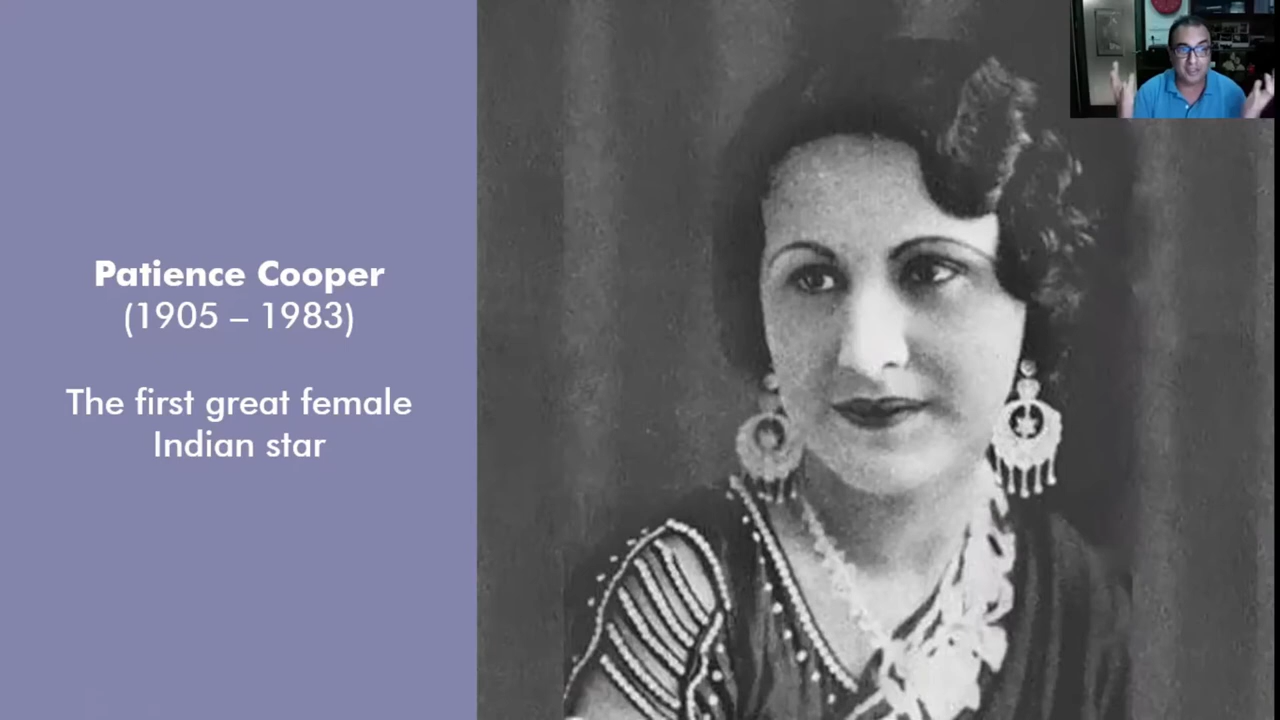 Patience Cooper
(1905 – 1983)
The first great female
Indian star